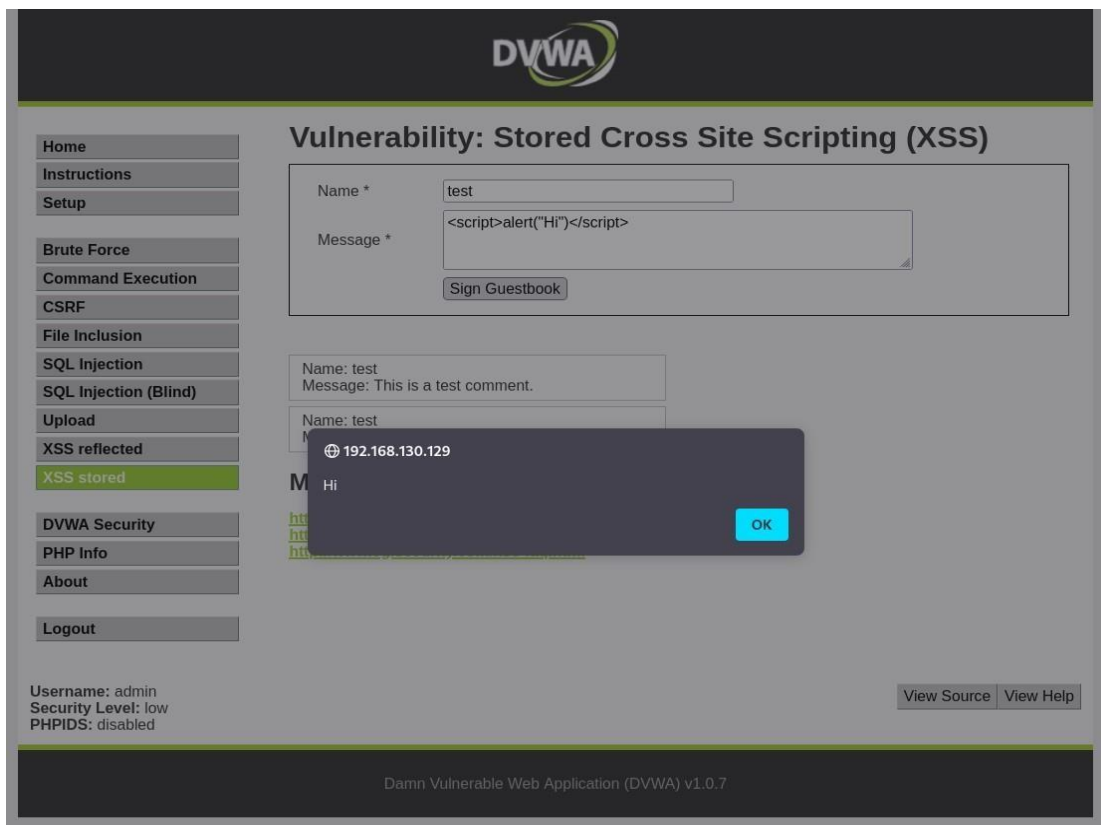 DVWA
Home
Instructions
Setup
Brute Force
Command Execution
CSRF
File Inclusion
SQL Injection
SQL Injection (Blind)
Upload
XSS reflected
XSS stored
DVWA Security
PHP Info
About
Logout
Vulnerability: Stored Cross Site Scripting (XSS)
Name * test
Message * <script>alert("Hi")</script>
Sign Guestbook
Name: test
Message: This is a test comment.
Name: test
192.168.130.129
Hi
OK
Username: admin
Security Level: low
PHPIDS: disabled
View Source View Help
Damn Vulnerable Web Application (DVWA) v1.0.7